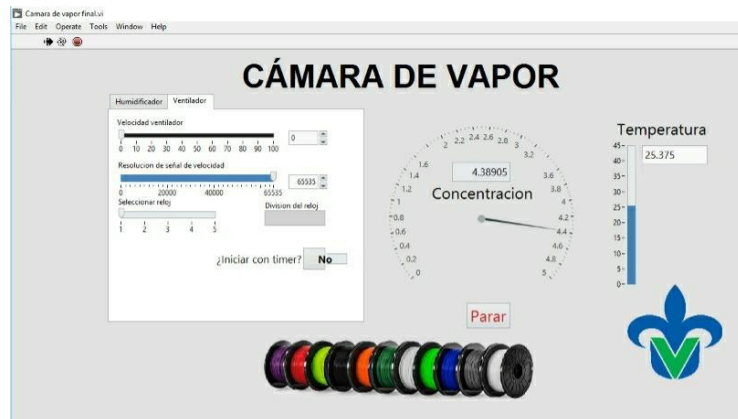 Camara de vapor final.vi
File Edit Operate Tools Window Help
CÁMARA DE VAPOR
Humidificador Ventilador
Velocidad ventilador
0
0 10 20 30 40 50 60 70 80 90 100
Resolucion de señal de velocidad
65535
0 20000 40000 65535
Seleccionar reloj
Division del reloj
1 2 3 4 5
¿Iniciar con timer? No
4.38905
Concentracion
0 0.2 0.4 0.6 0.8 1 1.2 1.4 1.6 2 2.2 2.4 2.6 2.8 3 3.2 3.6 3.8 4.2 4.4 4.6 4.8 5
Parar
Temperatura
25.375
45
40
35
30
25
20
15
10
5
0